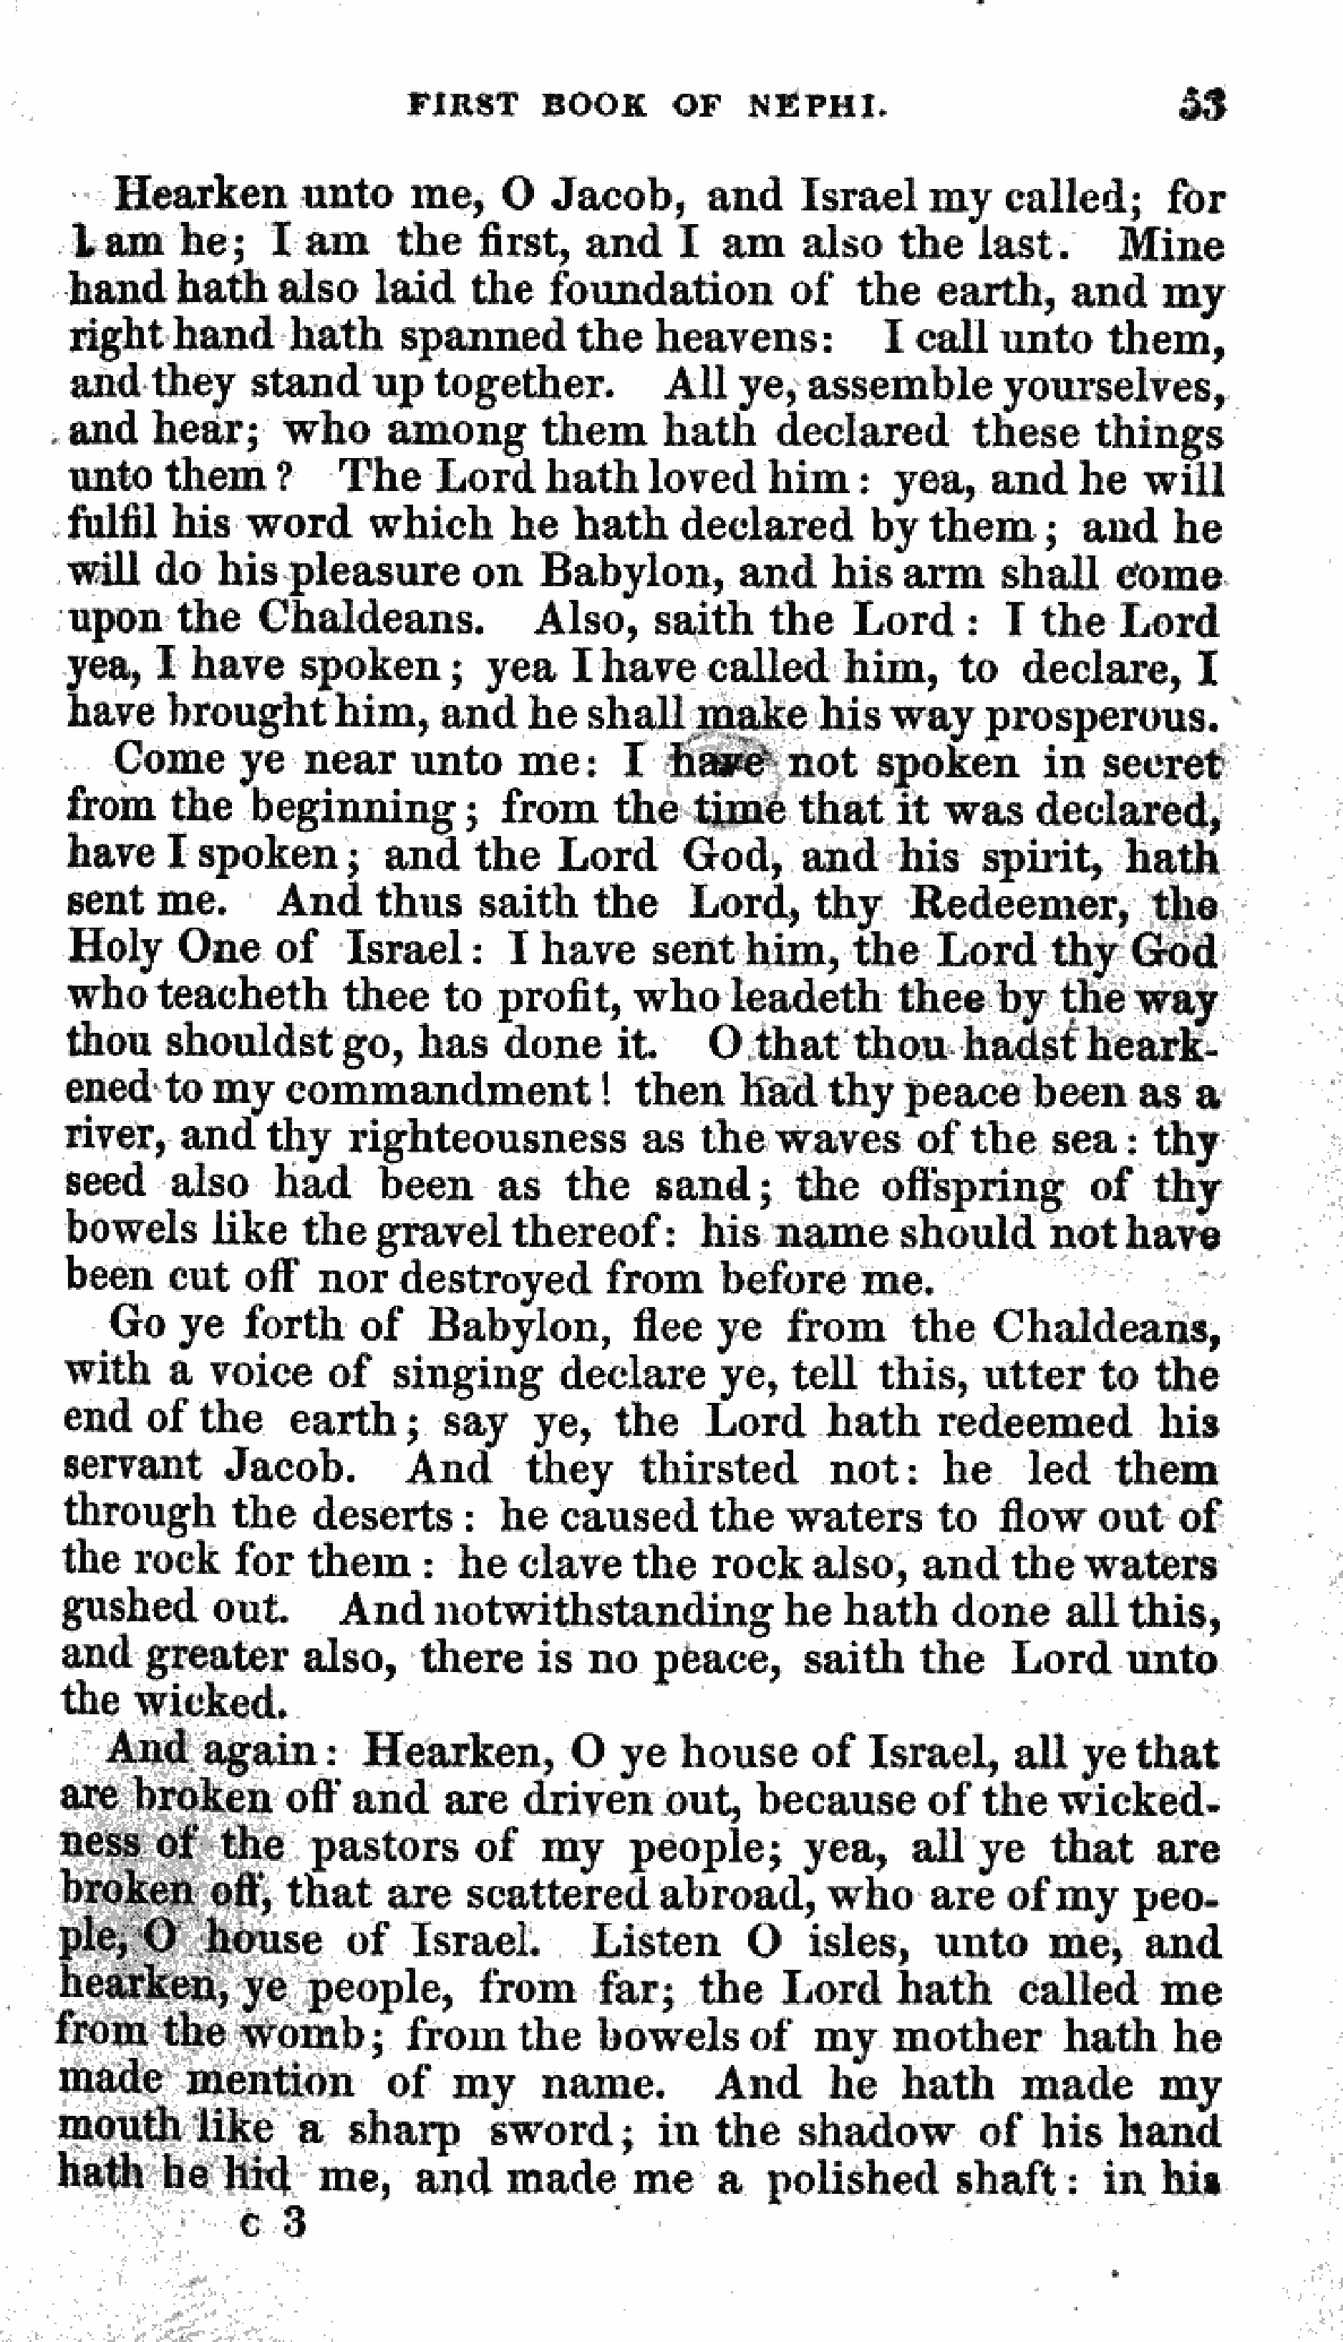 FIRST BOOK OF NEPHI. 53
Hearken unto me, O Jacob, and Israel my called; for
I am he; I am the first, and I am also the last. Mine
hand hath also laid the foundation of the earth, and my
right hand hath spanned the heavens: I call unto them,
and they stand up together. All ye, assemble yourselves,
and hear; who among them hath declared these things
unto them? The Lord hath loved him: yea, and he will
fulfil his word which he hath declared by them; and he
will do his pleasure on Babylon, and his arm shall come
upon the Chaldeans. Also, saith the Lord: I the Lord
yea, I have spoken; yea I have called him, to declare, I
have brought him, and he shall make his way prosperous.
Come ye near unto me: I have not spoken in secret
from the beginning; from the time that it was declared,
have I spoken; and the Lord God, and his spirit, hath
sent me. And thus saith the Lord, thy Redeemer, the
Holy One of Israel: I have sent him, the Lord thy God
who teacheth thee to profit, who leadeth thee by the way
thou shouldst go, has done it. O that thou hadst heark-
ened to my commandment! then had thy peace been as a
river, and thy righteousness as the waves of the sea: thy
seed also had been as the sand; the offspring of thy
bowels like the gravel thereof: his name should not have
been cut off nor destroyed from before me.
Go ye forth of Babylon, flee ye from the Chaldeans,
with a voice of singing declare ye, tell this, utter to the
end of the earth; say ye, the Lord hath redeemed his
servant Jacob. And they thirsted not: he led them
through the deserts: he caused the waters to flow out of
the rock for them: he clave the rock also, and the waters
gushed out. And notwithstanding he hath done all this,
and greater also, there is no peace, saith the Lord unto
the wicked.
And again: Hearken, O ye house of Israel, all ye that
are broken off and are driven out, because of the wicked-
ness of the pastors of my people; yea, all ye that are
broken off, that are scattered abroad, who are of my peo-
ple, O house of Israel. Listen O isles, unto me, and
hearken, ye people, from far; the Lord hath called me
from the womb; from the bowels of my mother hath he
made mention of my name. And he hath made my
mouth like a sharp sword; in the shadow of his hand
hath he hid me, and made me a polished shaft: in his
C 3